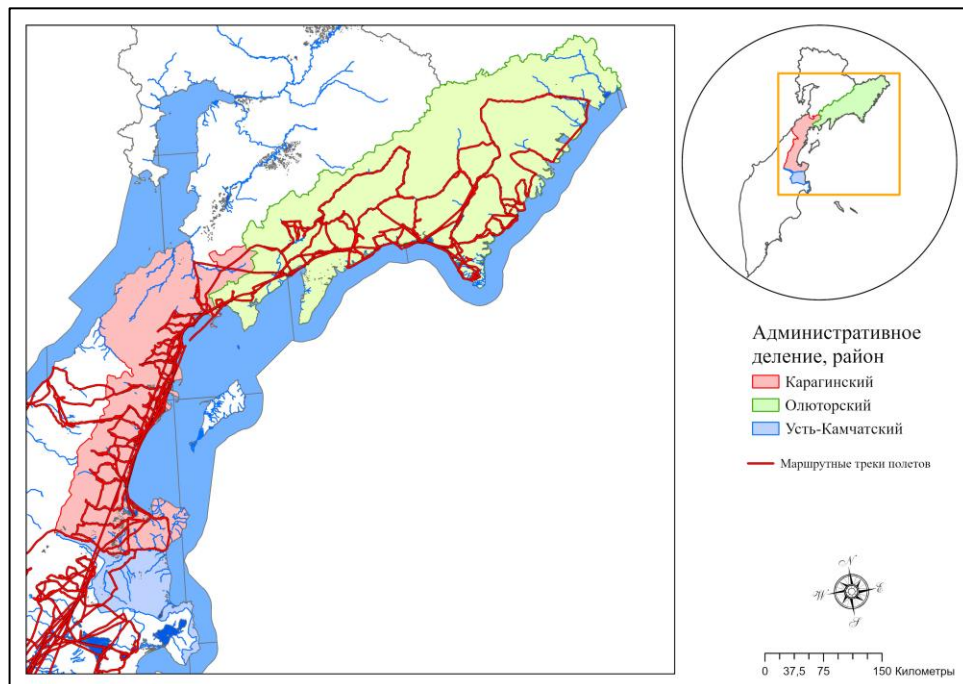 Административное
деление, район
Карагинский
Олюторский
Усть-Камчатский
Маршрутные треки полетов
N
W
E
S
0 37,5 75 150 Километры